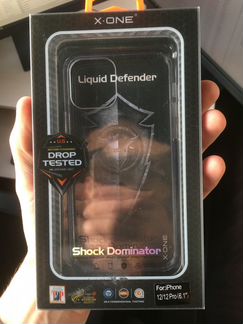 X·ONE®
Liquid Defender
U.S.
DROP
TESTED
Shock Dominator
X·ONE
For:iPhone
12/12 Pro(6.1")